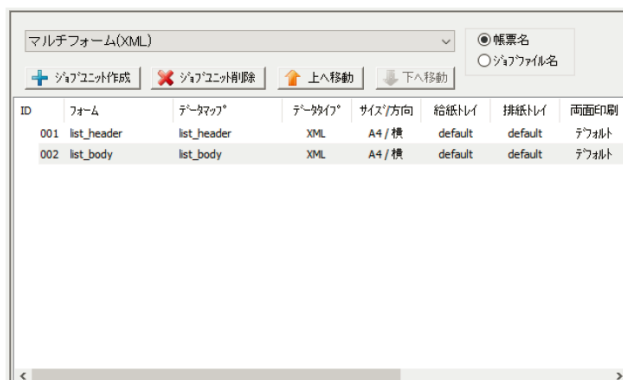 マルチフォーム(XML)
帳票名
ジョブファイル名
ジョブユニット作成 ジョブユニット削除 上へ移動 下へ移動
ID フォーム データマップ データタイプ サイズ/方向 給紙トレイ 排紙トレイ 両面印刷
001 list_header list_header XML A4 / 横 default default デフォルト
002 list_body list_body XML A4 / 横 default default デフォルト